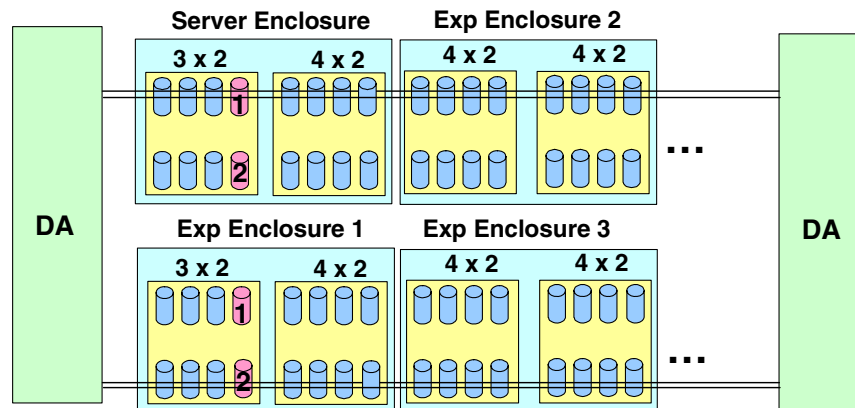 Server Enclosure Exp Enclosure 2
3 x 2 4 x 2 4 x 2 4 x 2
1
2
...
DA DA
Exp Enclosure 1 Exp Enclosure 3
3 x 2 4 x 2 4 x 2 4 x 2
1
2
...